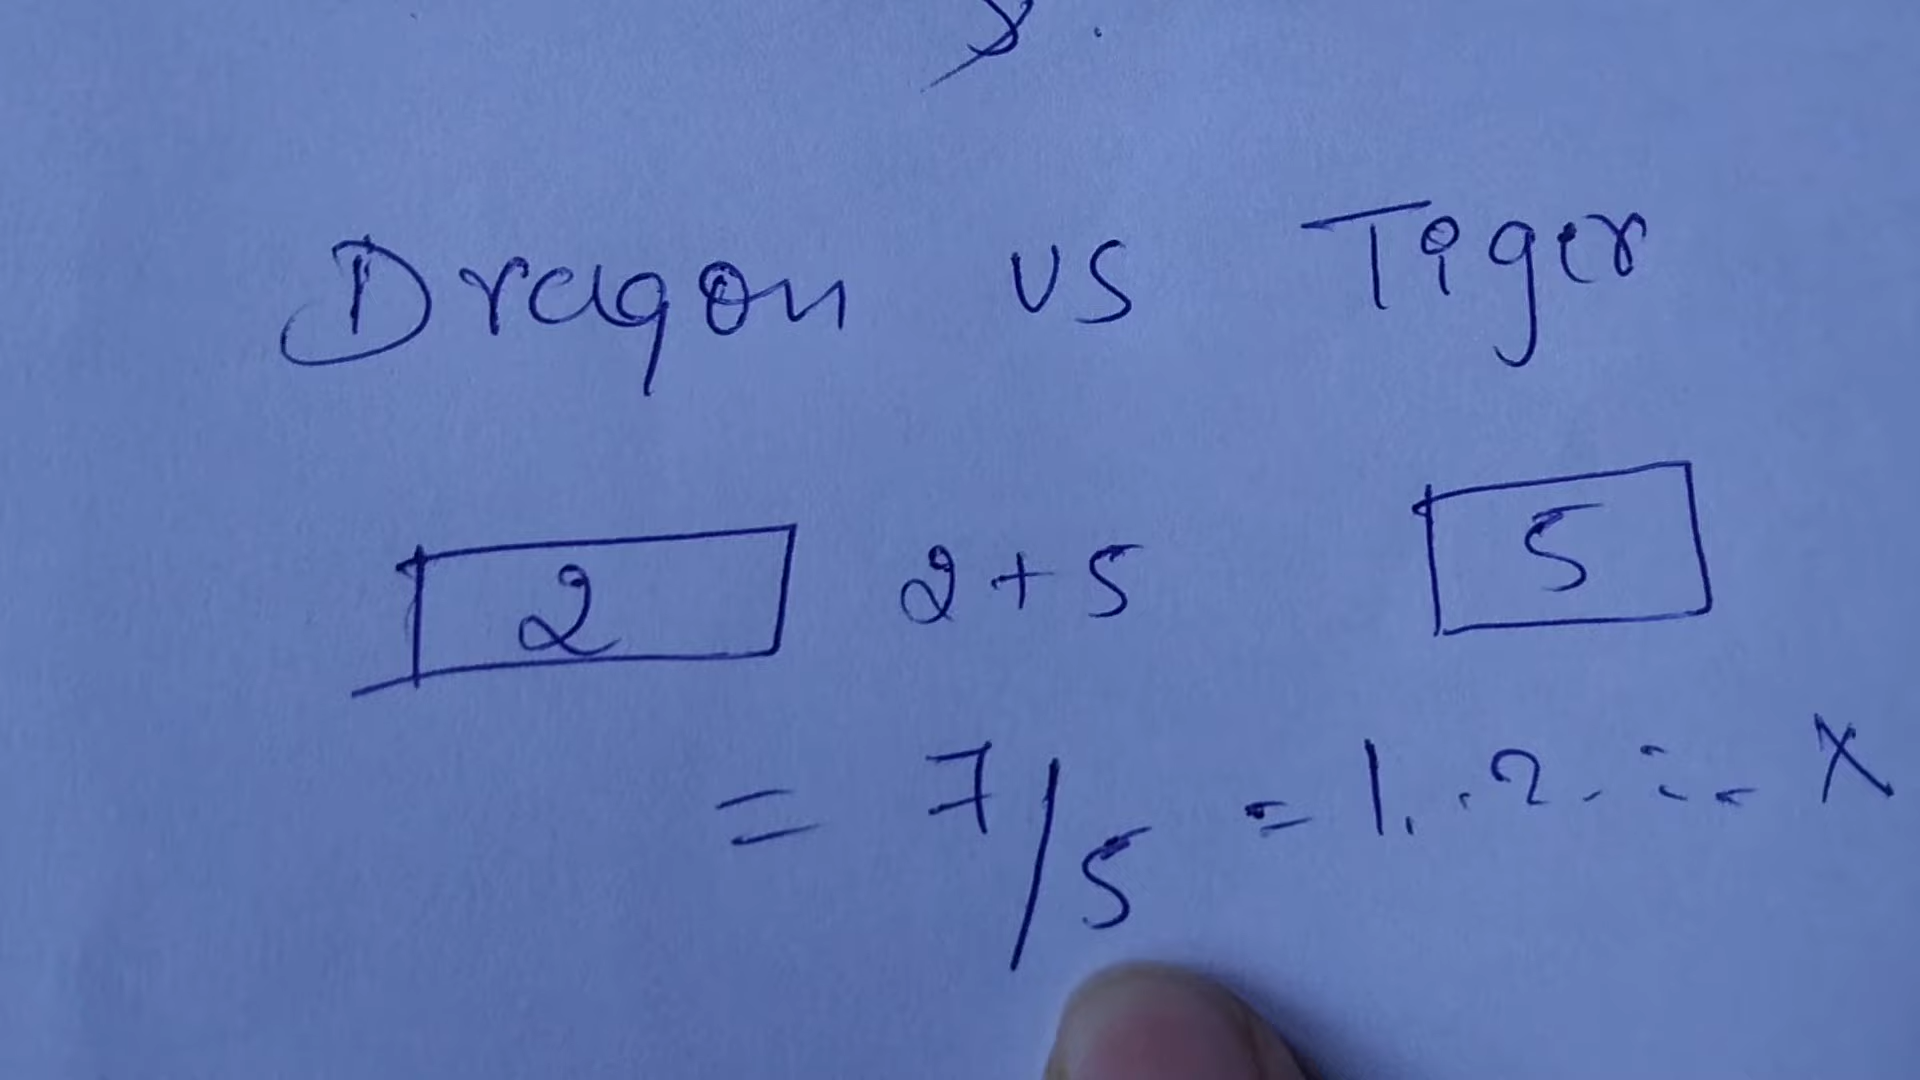 Dragon vs Tiger
2 2+5 5
= 7/5 = 1..2. :-. X